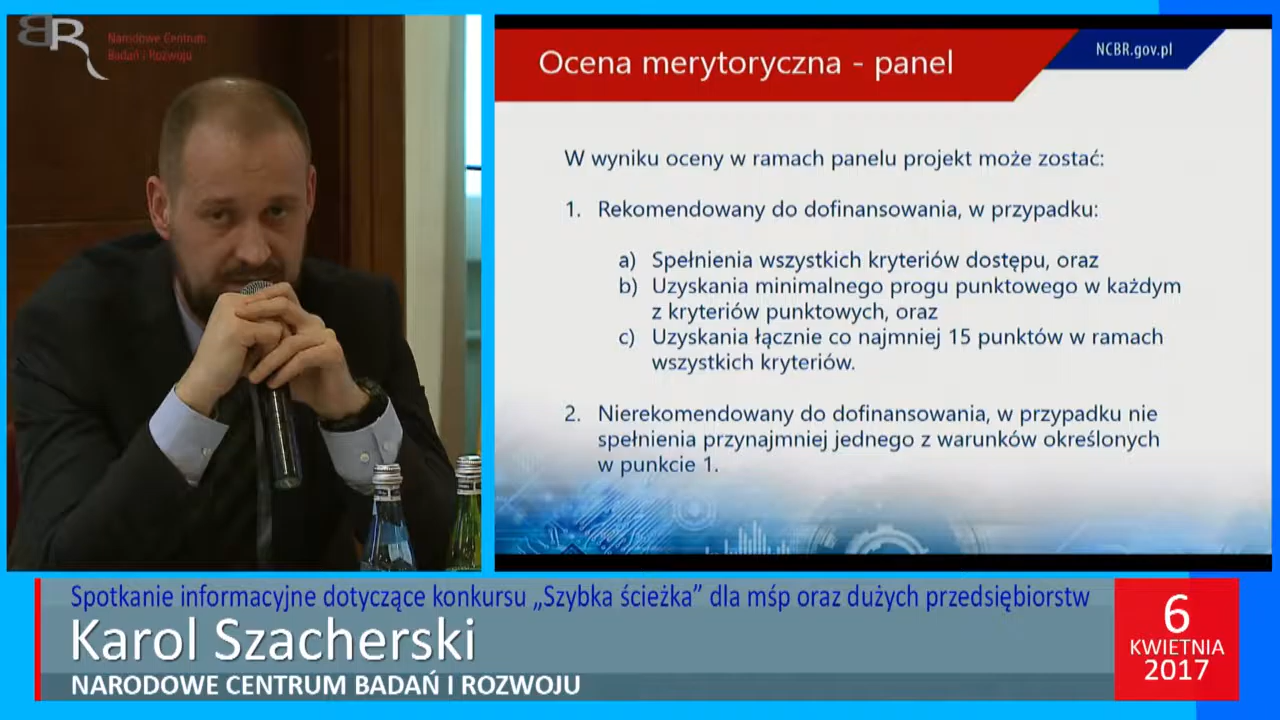 BR
Narodowe Centrum
Badań i Rozwoju
Ocena merytoryczna - panel
NCBR.gov.pl
W wyniku oceny w ramach panelu projekt może zostać:
1. Rekomendowany do dofinansowania, w przypadku:
a) Spełnienia wszystkich kryteriów dostępu, oraz
b) Uzyskania minimalnego progu punktowego w każdym
z kryteriów punktowych, oraz
c) Uzyskania łącznie co najmniej 15 punktów w ramach
wszystkich kryteriów.
2. Nierekomendowany do dofinansowania, w przypadku nie
spełnienia przynajmniej jednego z warunków określonych
w punkcie 1.
Spotkanie informacyjne dotyczące konkursu „Szybka ścieżka” dla mśp oraz dużych przedsiębiorstw
Karol Szacherski
NARODOWE CENTRUM BADAŃ I ROZWOJU
6
KWIETNIA
2017